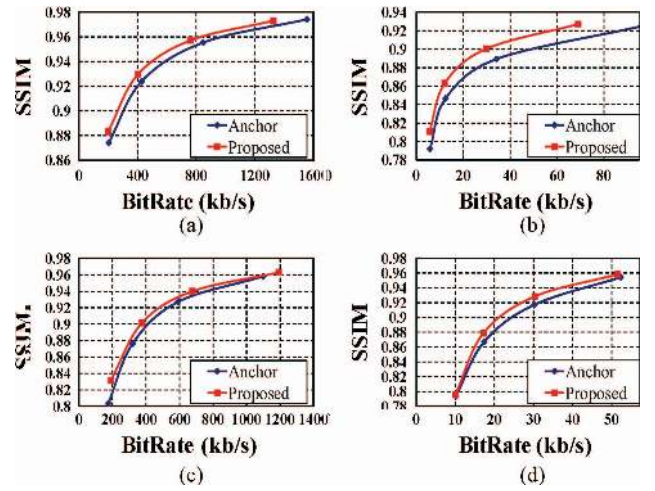 0.98
0.96
0.94
0.92
0.9
0.88
0.86
SSIM
0 400 800 1200 1600
BitRate (kb/s)
Anchor
Proposed
(a)
0.94
0.92
0.9
0.88
0.86
0.84
0.82
0.8
0.78
SSIM
0 20 40 60 80
BitRate (kb/s)
Anchor
Proposed
(b)
0.98
0.96
0.94
0.92
0.9
0.88
0.86
0.84
0.82
0.8
SSIM
0 200 400 600 800 1000 1200 1400
BitRate (kb/s)
Anchor
Proposed
(c)
0.98
0.96
0.94
0.92
0.9
0.88
0.88
0.86
0.84
0.82
0.8
0.78
SSIM
0 10 20 30 40 50
BitRate (kb/s)
Anchor
Proposed
(d)